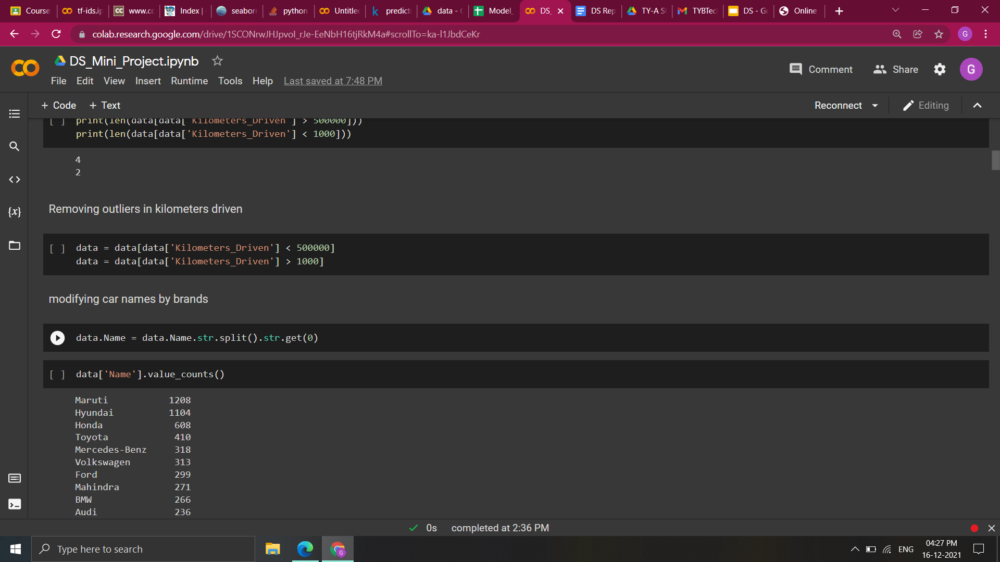 Course
tf-ids.ip
CC www.cc
Index |
seabor
python
Untitled
k predicti
data - G
Model_
DS_
DS Rep
TY-A S
TYBTec
DS - Go
Online
colab.research.google.com/drive/1SCONrwJHJpvoI_rJe-EeNbH16tjRkM4a#scrollTo=ka-l1JbdCeKr
G
DS_Mini_Project.ipynb
Comment Share G
File Edit View Insert Runtime Tools Help Last saved at 7:48 PM
+ Code + Text Reconnect Editing
[ ] print(len(data[data['Kilometers_Driven'] > 500000]))
print(len(data[data['Kilometers_Driven'] < 1000]))
4
2
Removing outliers in kilometers driven
[ ] data = data[data['Kilometers_Driven'] < 500000]
data = data[data['Kilometers_Driven'] > 1000]
modifying car names by brands
data.Name = data.Name.str.split().str.get(0)
[ ] data['Name'].value_counts()
Maruti 1208
Hyundai 1104
Honda 608
Toyota 410
Mercedes-Benz 318
Volkswagen 313
Ford 299
Mahindra 271
BMW 266
Audi 236
0s completed at 2:36 PM
Type here to search
ENG
04:27 PM
16-12-2021